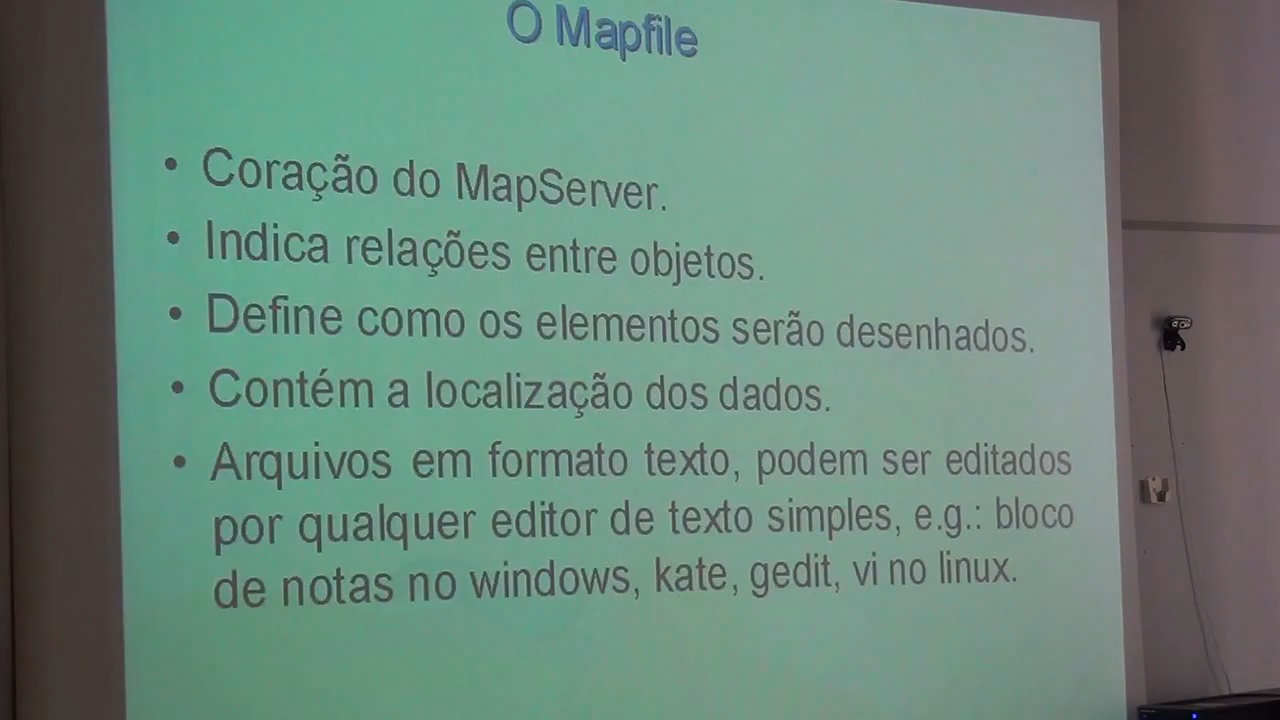 O Mapfile
• Coração do MapServer.
• Indica relações entre objetos.
• Define como os elementos serão desenhados.
• Contém a localização dos dados.
• Arquivos em formato texto, podem ser editados
por qualquer editor de texto simples, e.g.: bloco
de notas no windows, kate, gedit, vi no linux.